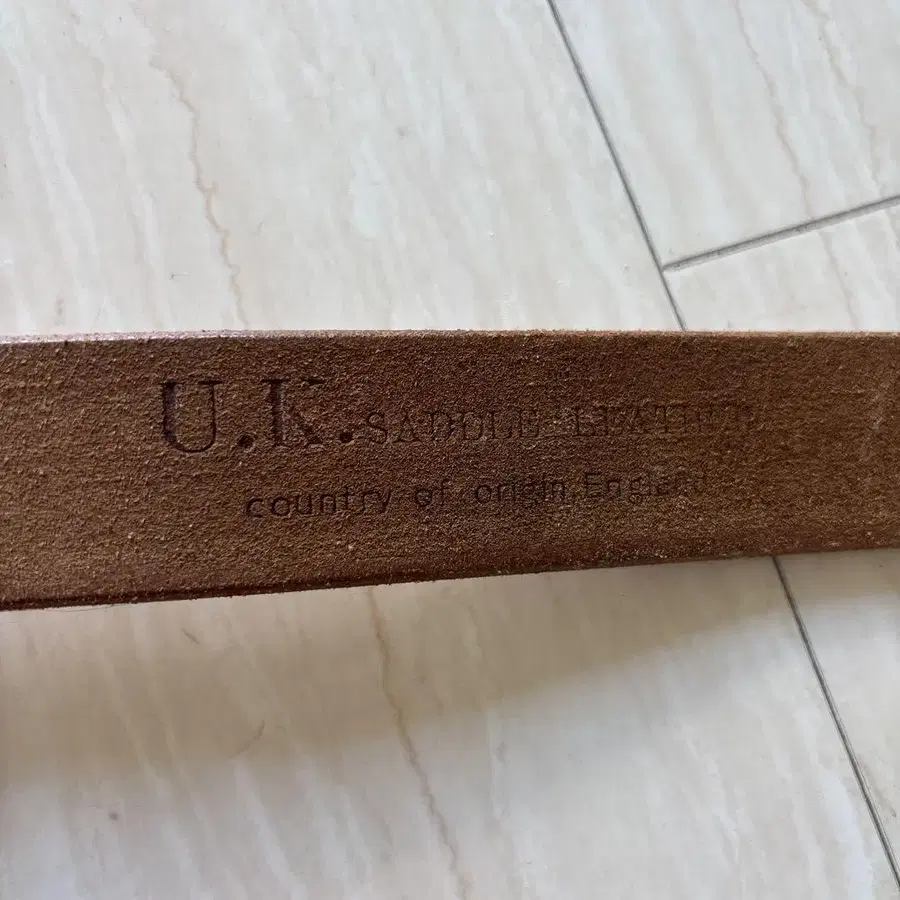 U.K. SADDLE LEATHER
country of origin,England